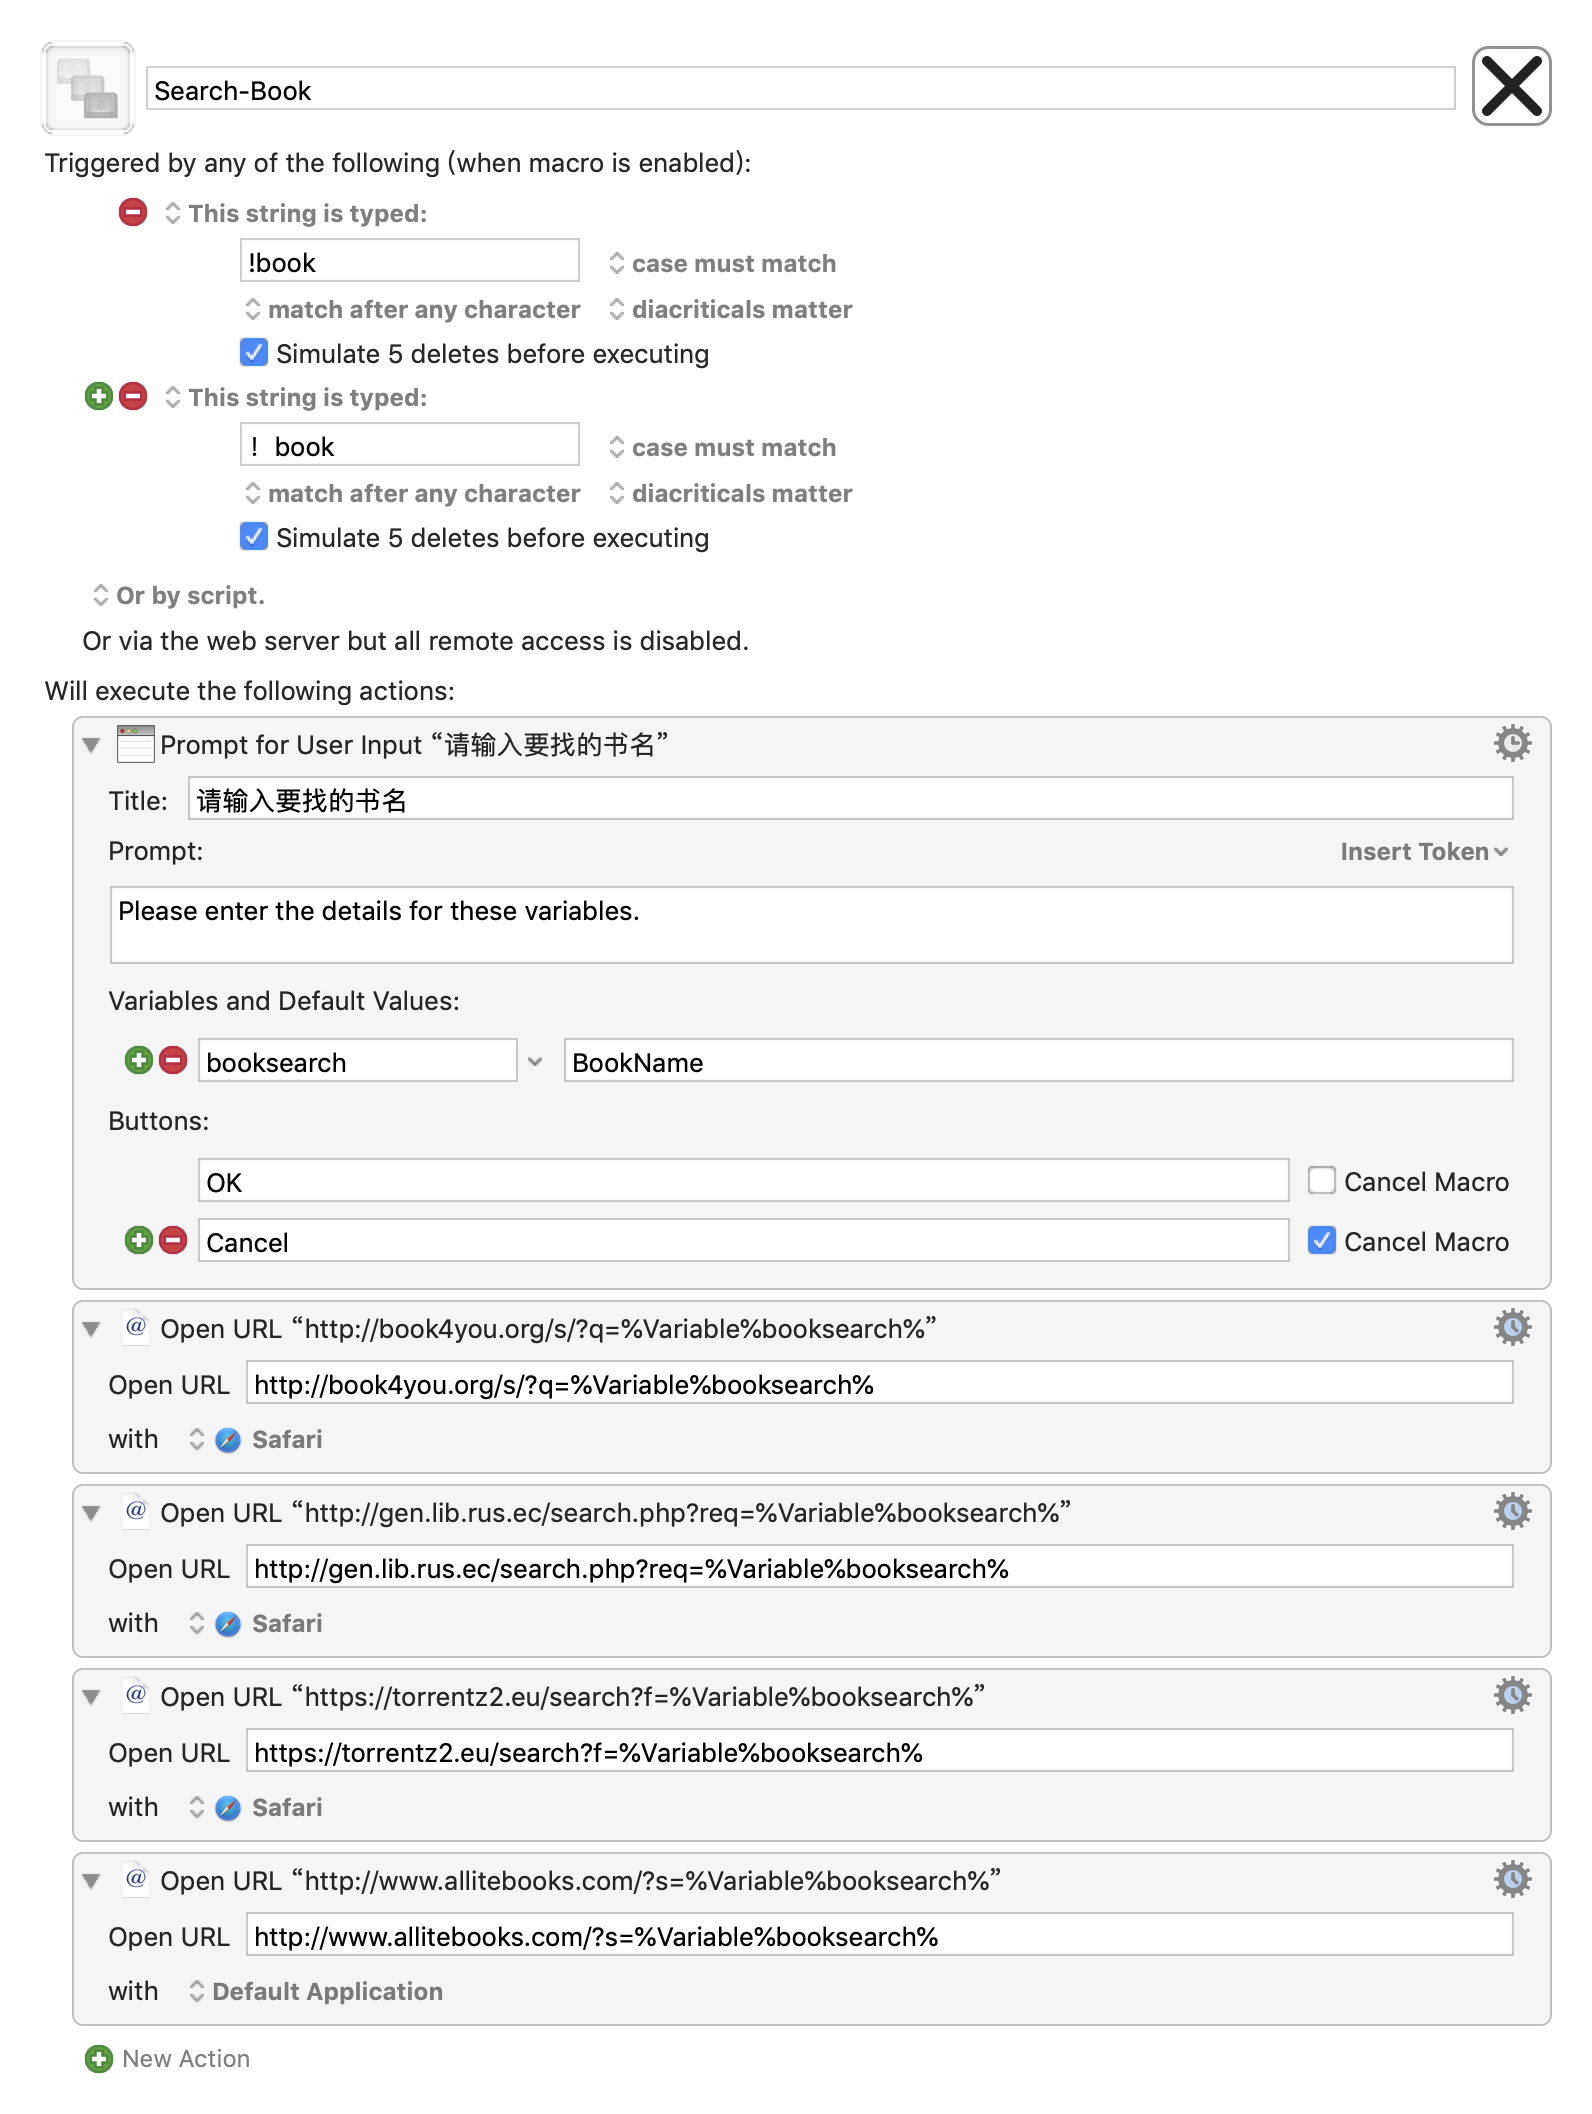 Search-Book
Triggered by any of the following (when macro is enabled):
This string is typed:
!book case must match
match after any character diacriticals matter
Simulate 5 deletes before executing
This string is typed:
！book case must match
match after any character diacriticals matter
Simulate 5 deletes before executing
Or by script.
Or via the web server but all remote access is disabled.
Will execute the following actions:
Prompt for User Input “请输入要找的书名”
Title: 请输入要找的书名
Prompt: Insert Token
Please enter the details for these variables.
Variables and Default Values:
booksearch BookName
Buttons:
OK Cancel Macro
Cancel Cancel Macro
@ Open URL “http://book4you.org/s/?q=%Variable%booksearch%”
Open URL http://book4you.org/s/?q=%Variable%booksearch%
with Safari
@ Open URL “http://gen.lib.rus.ec/search.php?req=%Variable%booksearch%”
Open URL http://gen.lib.rus.ec/search.php?req=%Variable%booksearch%
with Safari
@ Open URL “https://torrentz2.eu/search?f=%Variable%booksearch%”
Open URL https://torrentz2.eu/search?f=%Variable%booksearch%
with Safari
@ Open URL “http://www.allitebooks.com/?s=%Variable%booksearch%”
Open URL http://www.allitebooks.com/?s=%Variable%booksearch%
with Default Application
New Action